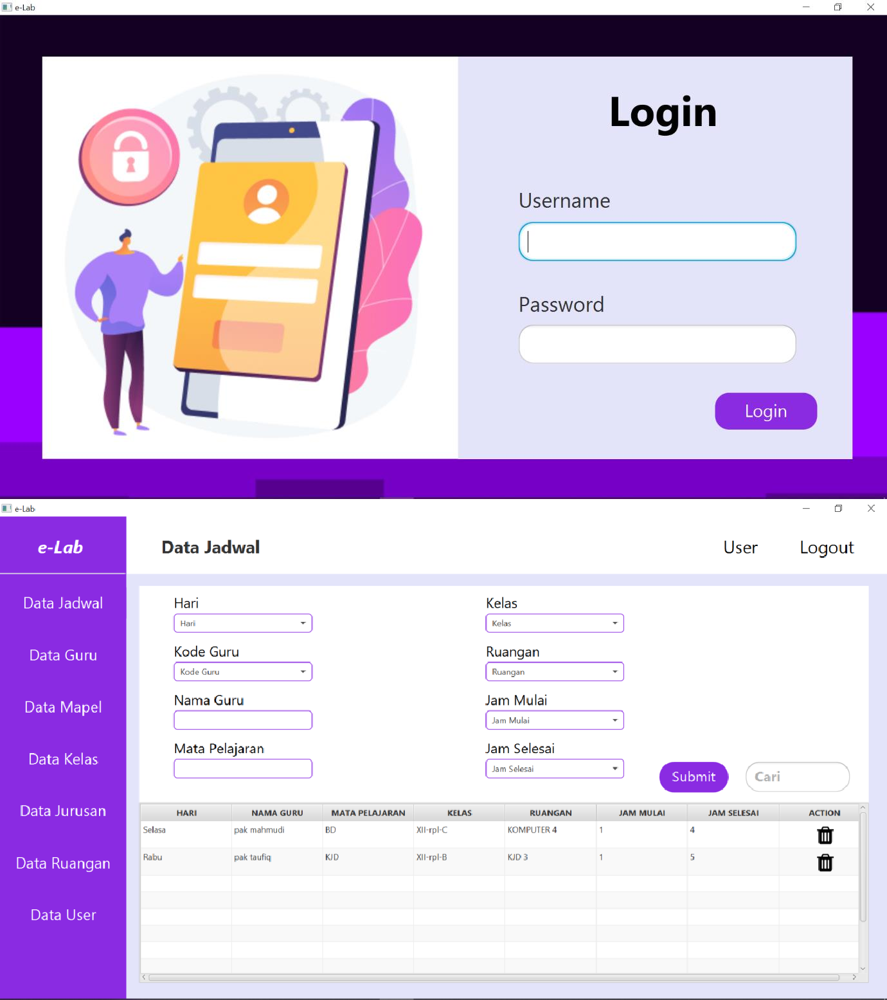 e-Lab
Login
Username
Password
Login
e-Lab
e-Lab
Data Jadwal
User
Logout
Data Jadwal
Data Guru
Data Mapel
Data Kelas
Data Jurusan
Data Ruangan
Data User
Hari
Hari
Kode Guru
Kode Guru
Nama Guru
Mata Pelajaran
Kelas
Kelas
Ruangan
Ruangan
Jam Mulai
Jam Mulai
Jam Selesai
Jam Selesai
Submit
Cari
HARI NAMA GURU MATA PELAJARAN KELAS RUANGAN JAM MULAI JAM SELESAI ACTION
Selasa pak mahmudi BD XII-rpl-C KOMPUTER 4 1 4
Rabu pak taufiq KJD XII-rpl-B KJD 3 1 5